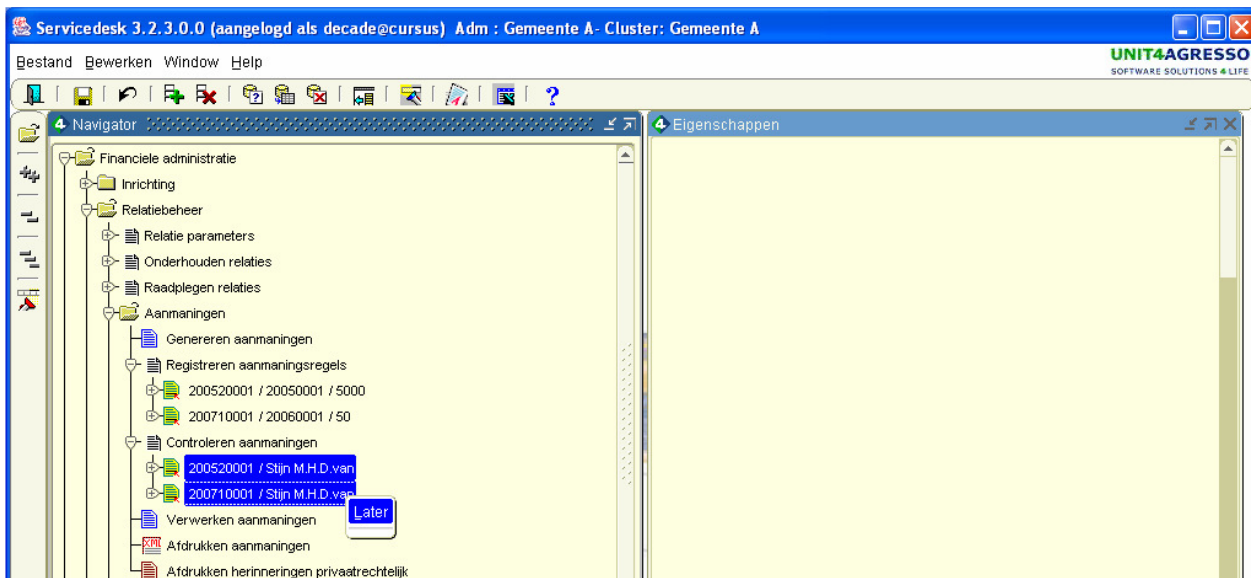 Servicedesk 3.2.3.0.0 (aangelogd als decade@cursus) Adm : Gemeente A- Cluster: Gemeente A
Bestand Bewerken Window Help
UNIT4AGRESSO
SOFTWARE SOLUTIONS 4 LIFE
4 Navigator
4 Eigenschappen
Financiele administratie
Inrichting
Relatiebeheer
Relatie parameters
Onderhouden relaties
Raadplegen relaties
Aanmaningen
Genereren aanmaningen
Registreren aanmaningsregels
200520001 / 20050001 / 5000
200710001 / 20060001 / 50
Controleren aanmaningen
200520001 / Stijn M.H.D.van
200710001 / Stijn M.H.D.van
Later
Verwerken aanmaningen
XML Afdrukken aanmaningen
Afdrukken herinneringen privaatrechtelijk